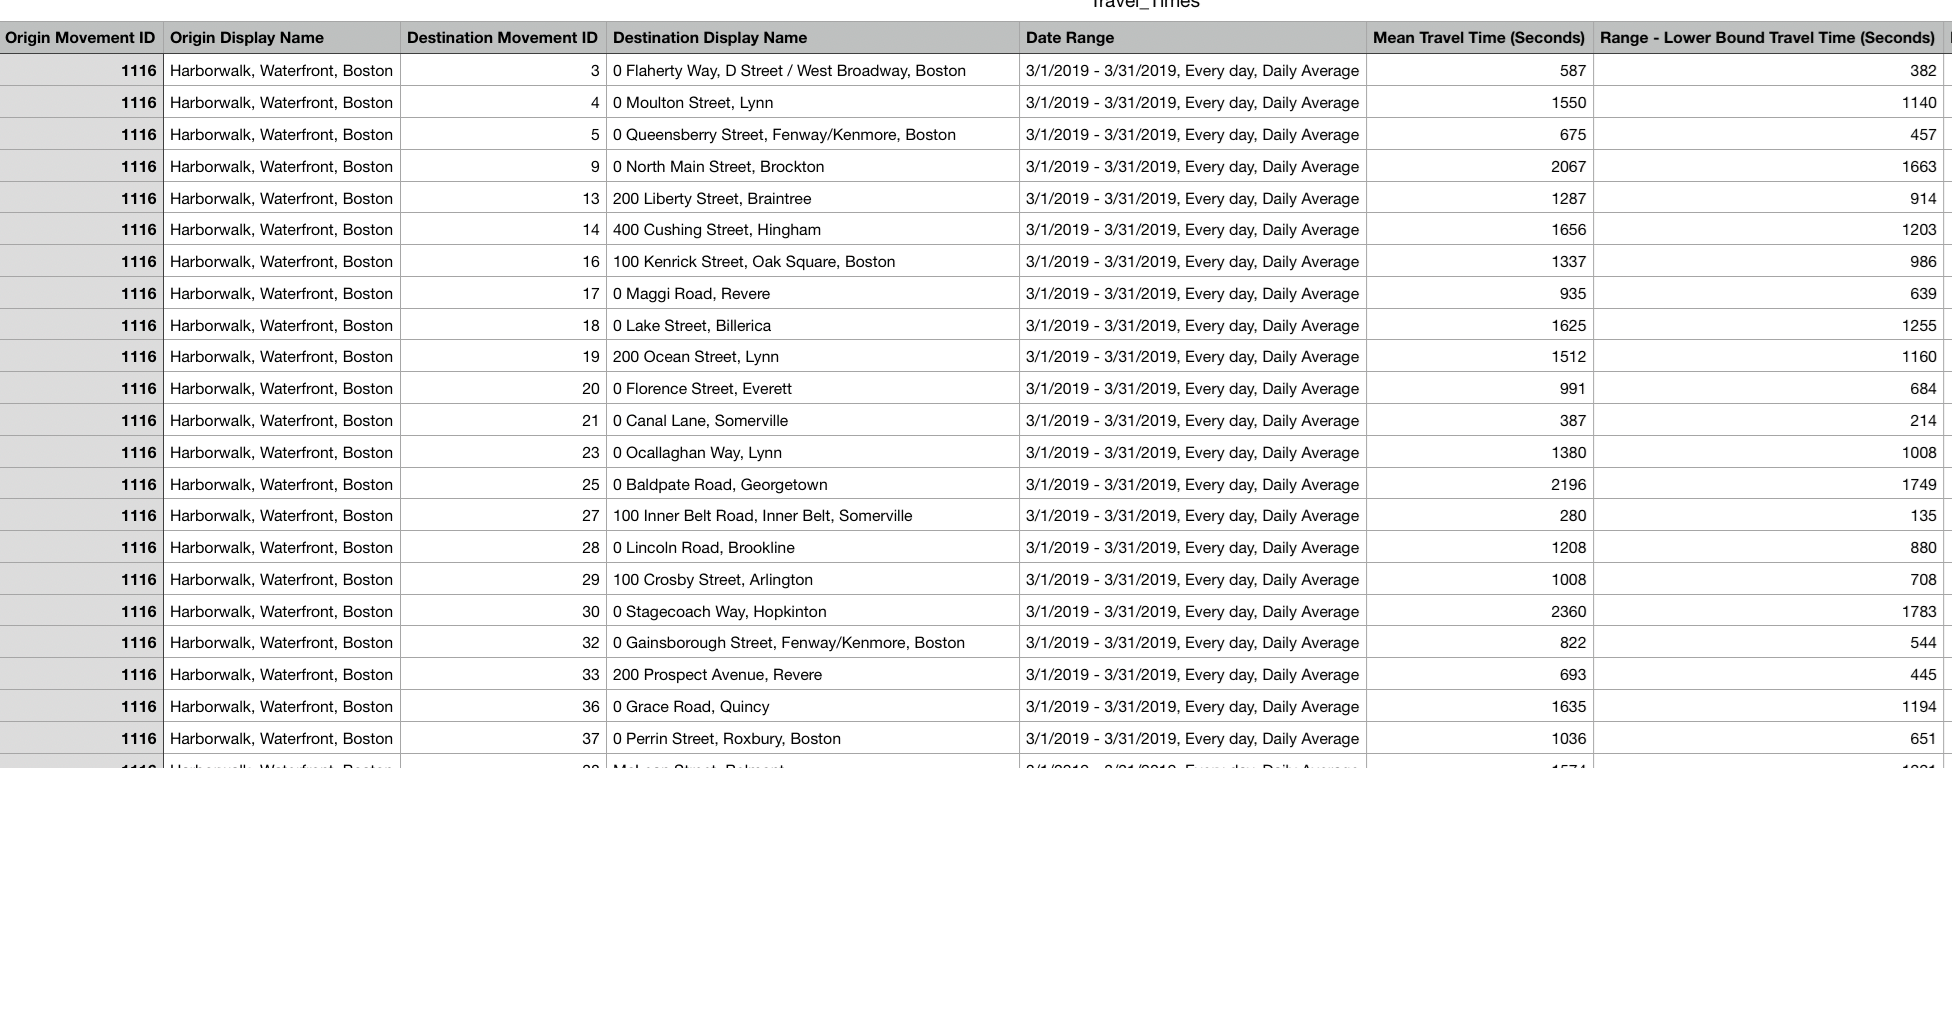 Travel_Times
Origin Movement ID Origin Display Name Destination Movement ID Destination Display Name Date Range Mean Travel Time (Seconds) Range - Lower Bound Travel Time (Seconds)
1116 Harborwalk, Waterfront, Boston 3 0 Flaherty Way, D Street / West Broadway, Boston 3/1/2019 - 3/31/2019, Every day, Daily Average 587 382
1116 Harborwalk, Waterfront, Boston 4 0 Moulton Street, Lynn 3/1/2019 - 3/31/2019, Every day, Daily Average 1550 1140
1116 Harborwalk, Waterfront, Boston 5 0 Queensberry Street, Fenway/Kenmore, Boston 3/1/2019 - 3/31/2019, Every day, Daily Average 675 457
1116 Harborwalk, Waterfront, Boston 9 0 North Main Street, Brockton 3/1/2019 - 3/31/2019, Every day, Daily Average 2067 1663
1116 Harborwalk, Waterfront, Boston 13 200 Liberty Street, Braintree 3/1/2019 - 3/31/2019, Every day, Daily Average 1287 914
1116 Harborwalk, Waterfront, Boston 14 400 Cushing Street, Hingham 3/1/2019 - 3/31/2019, Every day, Daily Average 1656 1203
1116 Harborwalk, Waterfront, Boston 16 100 Kenrick Street, Oak Square, Boston 3/1/2019 - 3/31/2019, Every day, Daily Average 1337 986
1116 Harborwalk, Waterfront, Boston 17 0 Maggi Road, Revere 3/1/2019 - 3/31/2019, Every day, Daily Average 935 639
1116 Harborwalk, Waterfront, Boston 18 0 Lake Street, Billerica 3/1/2019 - 3/31/2019, Every day, Daily Average 1625 1255
1116 Harborwalk, Waterfront, Boston 19 200 Ocean Street, Lynn 3/1/2019 - 3/31/2019, Every day, Daily Average 1512 1160
1116 Harborwalk, Waterfront, Boston 20 0 Florence Street, Everett 3/1/2019 - 3/31/2019, Every day, Daily Average 991 684
1116 Harborwalk, Waterfront, Boston 21 0 Canal Lane, Somerville 3/1/2019 - 3/31/2019, Every day, Daily Average 387 214
1116 Harborwalk, Waterfront, Boston 23 0 Ocallaghan Way, Lynn 3/1/2019 - 3/31/2019, Every day, Daily Average 1380 1008
1116 Harborwalk, Waterfront, Boston 25 0 Baldpate Road, Georgetown 3/1/2019 - 3/31/2019, Every day, Daily Average 2196 1749
1116 Harborwalk, Waterfront, Boston 27 100 Inner Belt Road, Inner Belt, Somerville 3/1/2019 - 3/31/2019, Every day, Daily Average 280 135
1116 Harborwalk, Waterfront, Boston 28 0 Lincoln Road, Brookline 3/1/2019 - 3/31/2019, Every day, Daily Average 1208 880
1116 Harborwalk, Waterfront, Boston 29 100 Crosby Street, Arlington 3/1/2019 - 3/31/2019, Every day, Daily Average 1008 708
1116 Harborwalk, Waterfront, Boston 30 0 Stagecoach Way, Hopkinton 3/1/2019 - 3/31/2019, Every day, Daily Average 2360 1783
1116 Harborwalk, Waterfront, Boston 32 0 Gainsborough Street, Fenway/Kenmore, Boston 3/1/2019 - 3/31/2019, Every day, Daily Average 822 544
1116 Harborwalk, Waterfront, Boston 33 200 Prospect Avenue, Revere 3/1/2019 - 3/31/2019, Every day, Daily Average 693 445
1116 Harborwalk, Waterfront, Boston 36 0 Grace Road, Quincy 3/1/2019 - 3/31/2019, Every day, Daily Average 1635 1194
1116 Harborwalk, Waterfront, Boston 37 0 Perrin Street, Roxbury, Boston 3/1/2019 - 3/31/2019, Every day, Daily Average 1036 651
1116 Harborwalk, Waterfront, Boston Street, Belmont 3/1/2019 - 3/31/2019, Every day, Daily Average